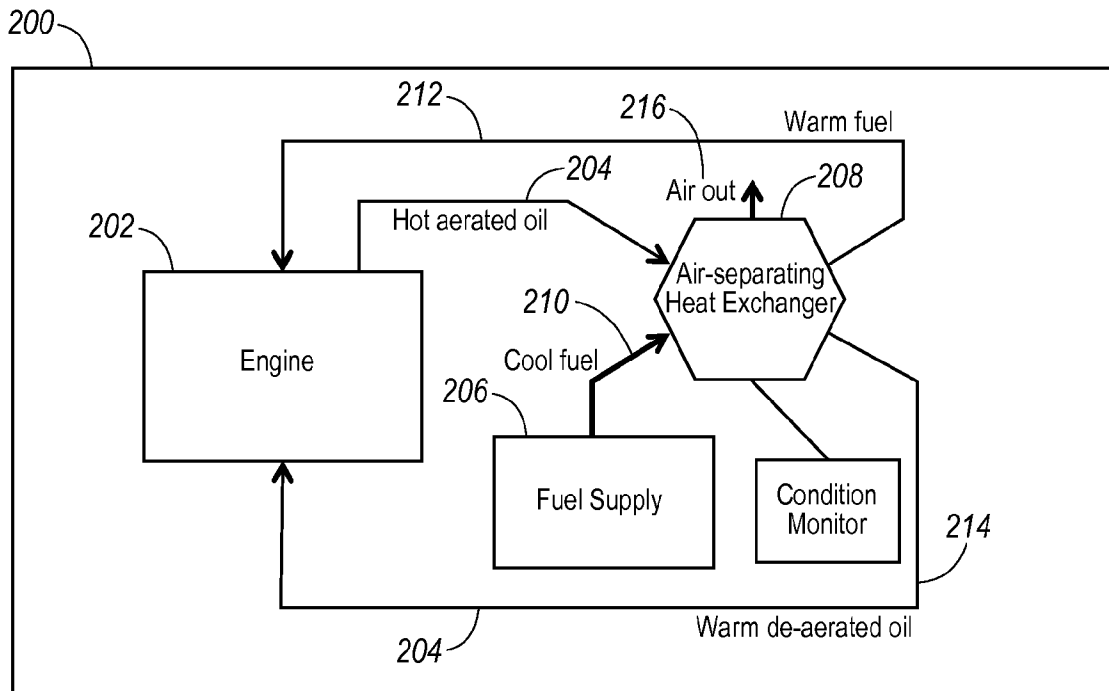 200
212
216
Warm fuel
204
Air out
208
Hot aerated oil
202
Air-separating
Heat Exchanger
210
Engine
Cool fuel
206
Fuel Supply
Condition
Monitor
214
204
Warm de-aerated oil